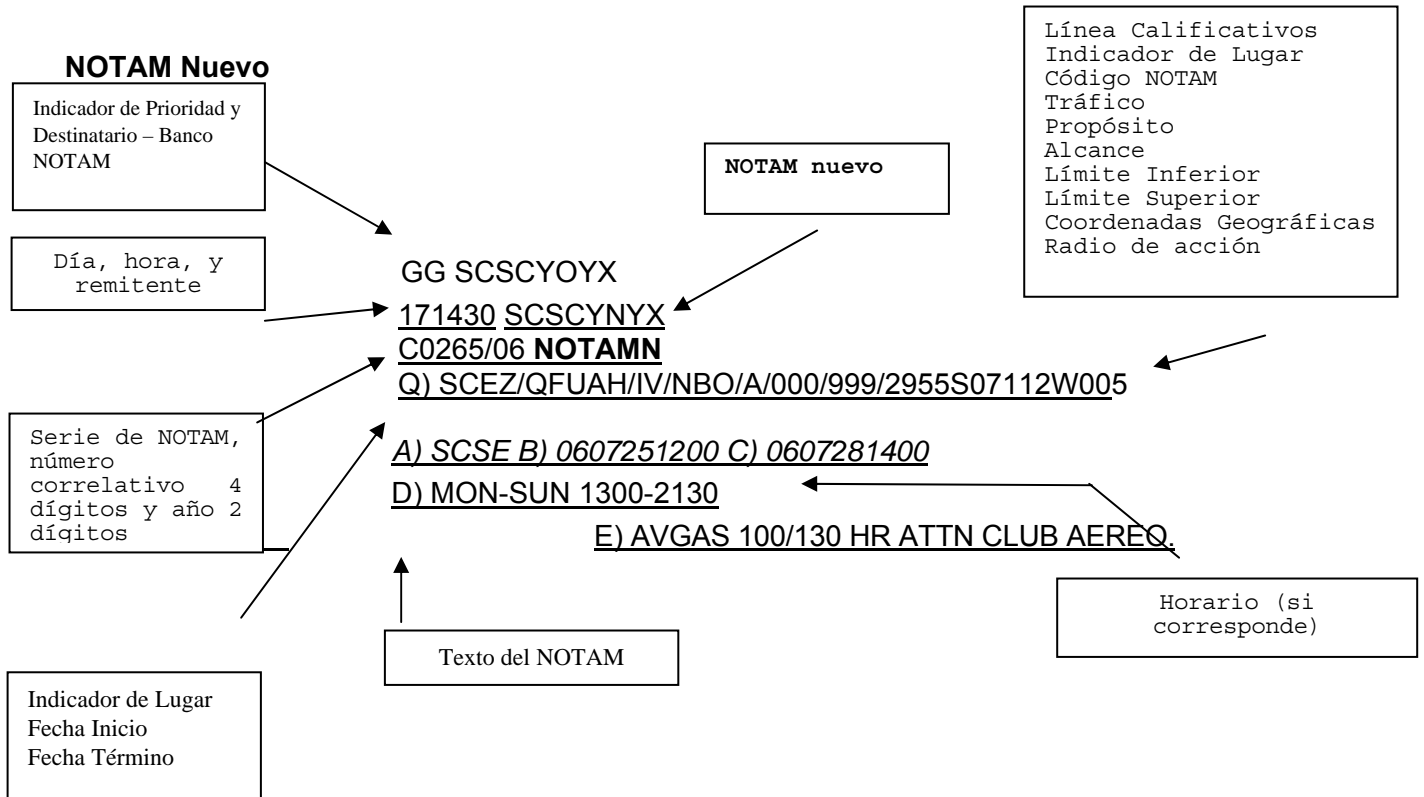 NOTAM Nuevo
Indicador de Prioridad y
Destinatario – Banco
NOTAM
Día, hora, y
remitente
NOTAM nuevo
Línea Calificativos
Indicador de Lugar
Código NOTAM
Tráfico
Propósito
Alcance
Límite Inferior
Límite Superior
Coordenadas Geográficas
Radio de acción
GG SCSCYOYX
171430 SCSCYNYX
C0265/06 NOTAMN
Q) SCEZ/QFUAH/IV/NBO/A/000/999/2955S07112W005
Serie de NOTAM,
número
correlativo 4
dígitos y año 2
dígitos
A) SCSE B) 0607251200 C) 0607281400
D) MON-SUN 1300-2130
E) AVGAS 100/130 HR ATTN CLUB AEREO.
Horario (si
corresponde)
Texto del NOTAM
Indicador de Lugar
Fecha Inicio
Fecha Término